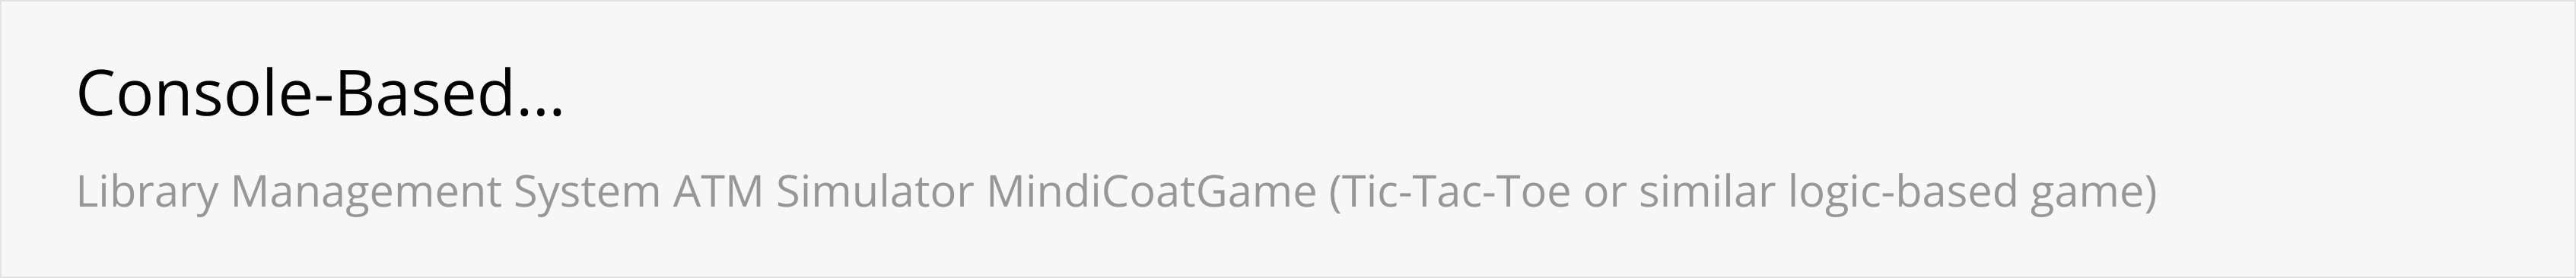 Console-Based...
Library Management System ATM Simulator MindiCoatGame (Tic-Tac-Toe or similar logic-based game)